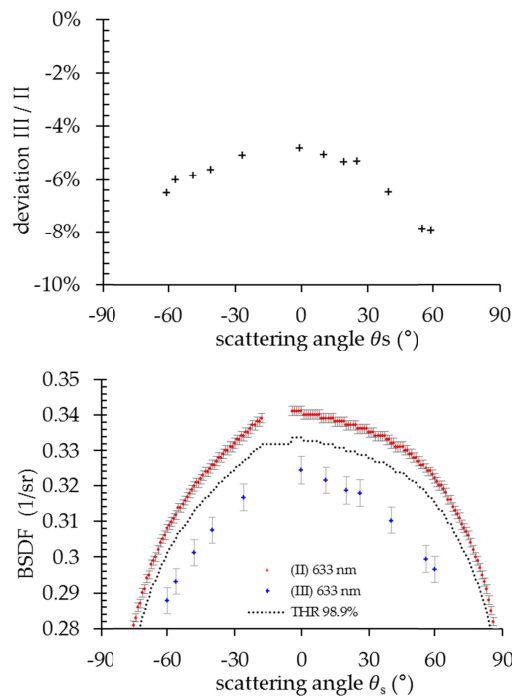 0%
-2%
-4%
-6%
-8%
-10%
deviation III / II
-90 -60 -30 0 30 60 90
scattering angle θs (°)
0.35
0.34
0.33
0.32
0.31
0.3
0.29
0.28
BSDF (1/sr)
(II) 633 nm
(III) 633 nm
THR 98.9%
-90 -60 -30 0 30 60 90
scattering angle θs (°)